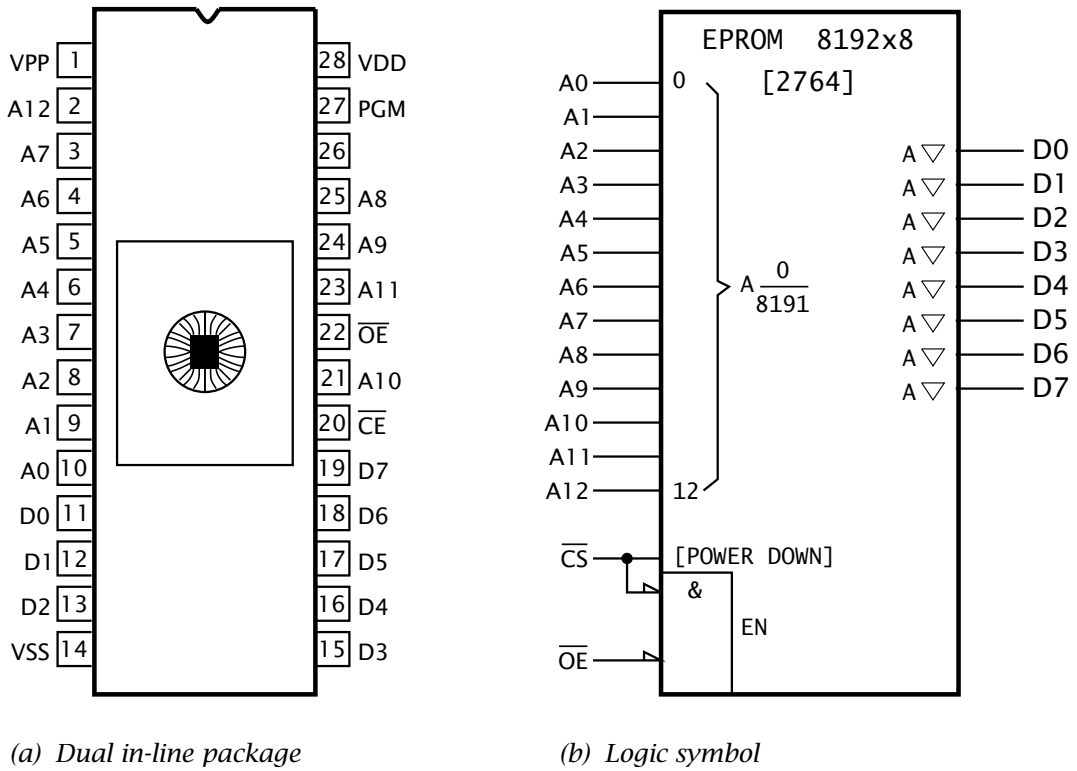 VPP 1
28 VDD
A12 2
27 PGM
A7 3
26
A6 4
25 A8
A5 5
24 A9
A4 6
23 A11
A3 7
22 OE
A2 8
21 A10
A1 9
20 CE
A0 10
19 D7
D0 11
18 D6
D1 12
17 D5
D2 13
16 D4
VSS 14
15 D3
(a) Dual in-line package
EPROM 8192x8
[2764]
A0
0
A1
A2
A3
A4
A5
A6
A7
A8
A9
A10
A11
A12
12
A 0
8191
A D0
A D1
A D2
A D3
A D4
A D5
A D6
A D7
CS
[POWER DOWN]
&
EN
OE
(b) Logic symbol